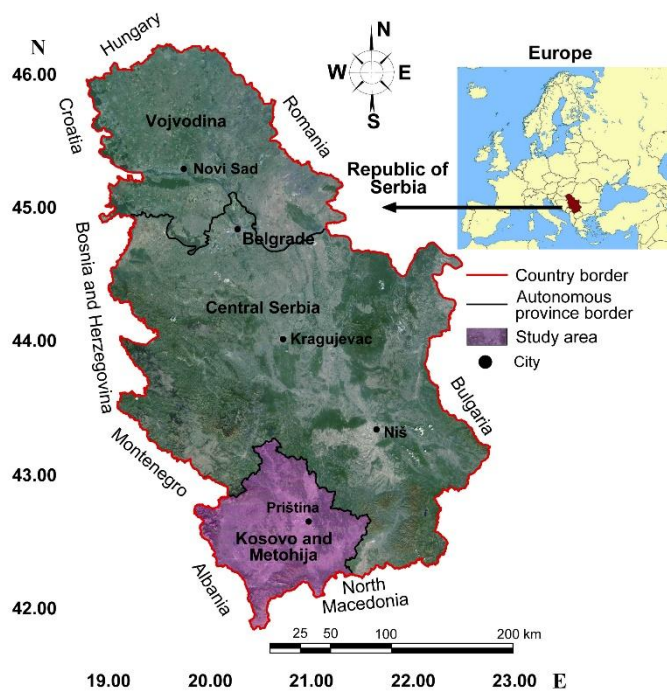 Hungary
N
N
46.00
W
E
S
Europe
Croatia
Vojvodina
Romania
Novi Sad
Republic of
Serbia
45.00
Belgrade
Bosnia and Herzegovina
Country border
Autonomous
province border
Central Serbia
Study area
44.00
Kragujevac
City
Bulgaria
Niš
Montenegro
43.00
Priština
Kosovo and
Metohija
Albania
North
Macedonia
42.00
25 50 100 200 km
19.00 20.00 21.00 22.00 23.00 E